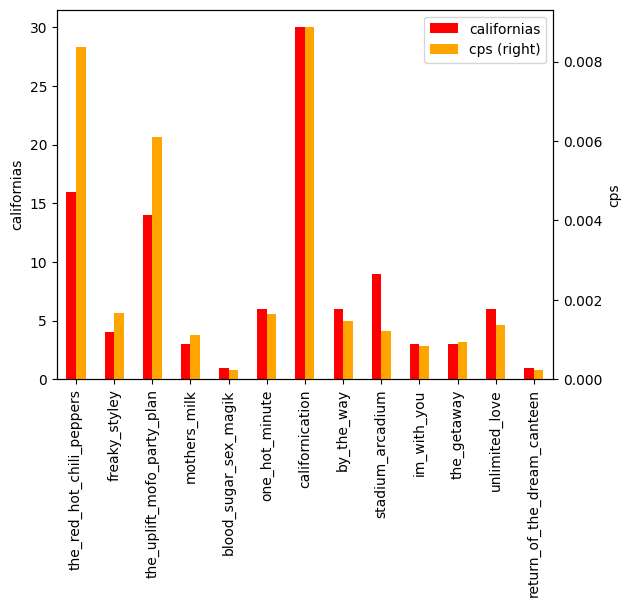 californias
cps (right)
30
25
20
15
10
5
0
californias
0.008
0.006
0.004
0.002
0.000
cps
the_red_hot_chili_peppers
freaky_styley
the_uplift_mofo_party_plan
mothers_milk
blood_sugar_sex_magik
one_hot_minute
californication
by_the_way
stadium_arcadium
im_with_you
the_getaway
unlimited_love
return_of_the_dream_canteen